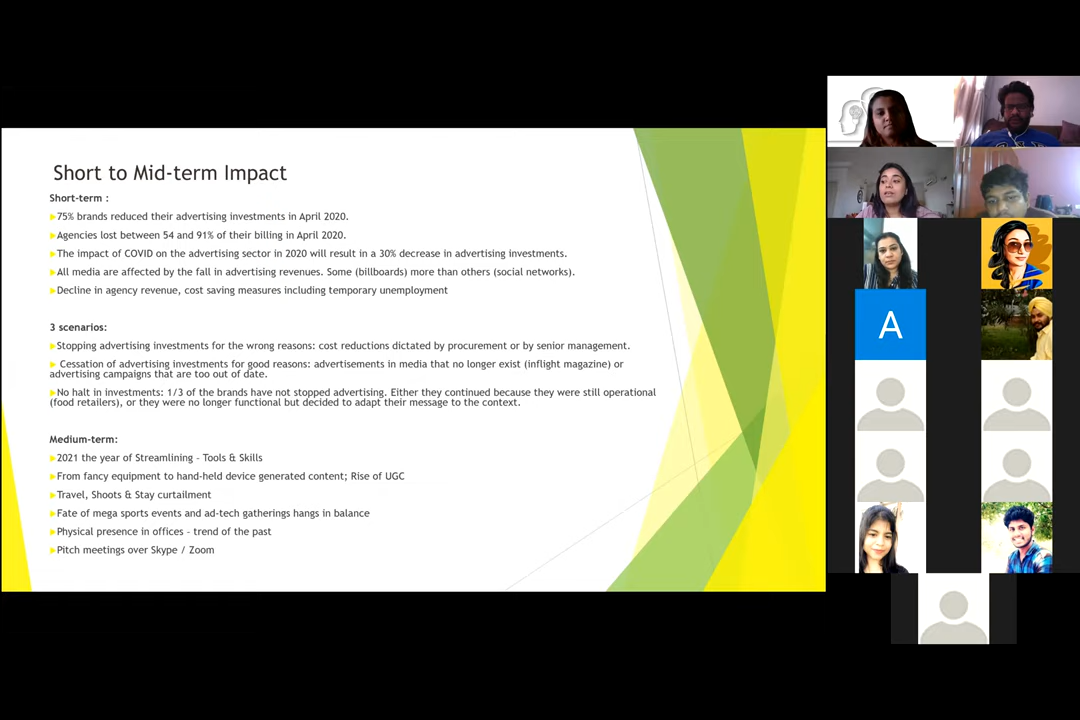 Short to Mid-term Impact
Short-term :
75% brands reduced their advertising investments in April 2020.
Agencies lost between 54 and 91% of their billing in April 2020.
The impact of COVID on the advertising sector in 2020 will result in a 30% decrease in advertising investments.
All media are affected by the fall in advertising revenues. Some (billboards) more than others (social networks).
Decline in agency revenue, cost saving measures including temporary unemployment
3 scenarios:
Stopping advertising investments for the wrong reasons: cost reductions dictated by procurement or by senior management.
Cessation of advertising investments for good reasons: advertisements in media that no longer exist (inflight magazine) or
advertising campaigns that are too out of date.
No halt in investments: 1/3 of the brands have not stopped advertising. Either they continued because they were still operational
(food retailers), or they were no longer functional but decided to adapt their message to the context.
Medium-term:
2021 the year of Streamlining - Tools & Skills
From fancy equipment to hand-held device generated content; Rise of UGC
Travel, Shoots & Stay curtailment
Fate of mega sports events and ad-tech gatherings hangs in balance
Physical presence in offices - trend of the past
Pitch meetings over Skype / Zoom
A